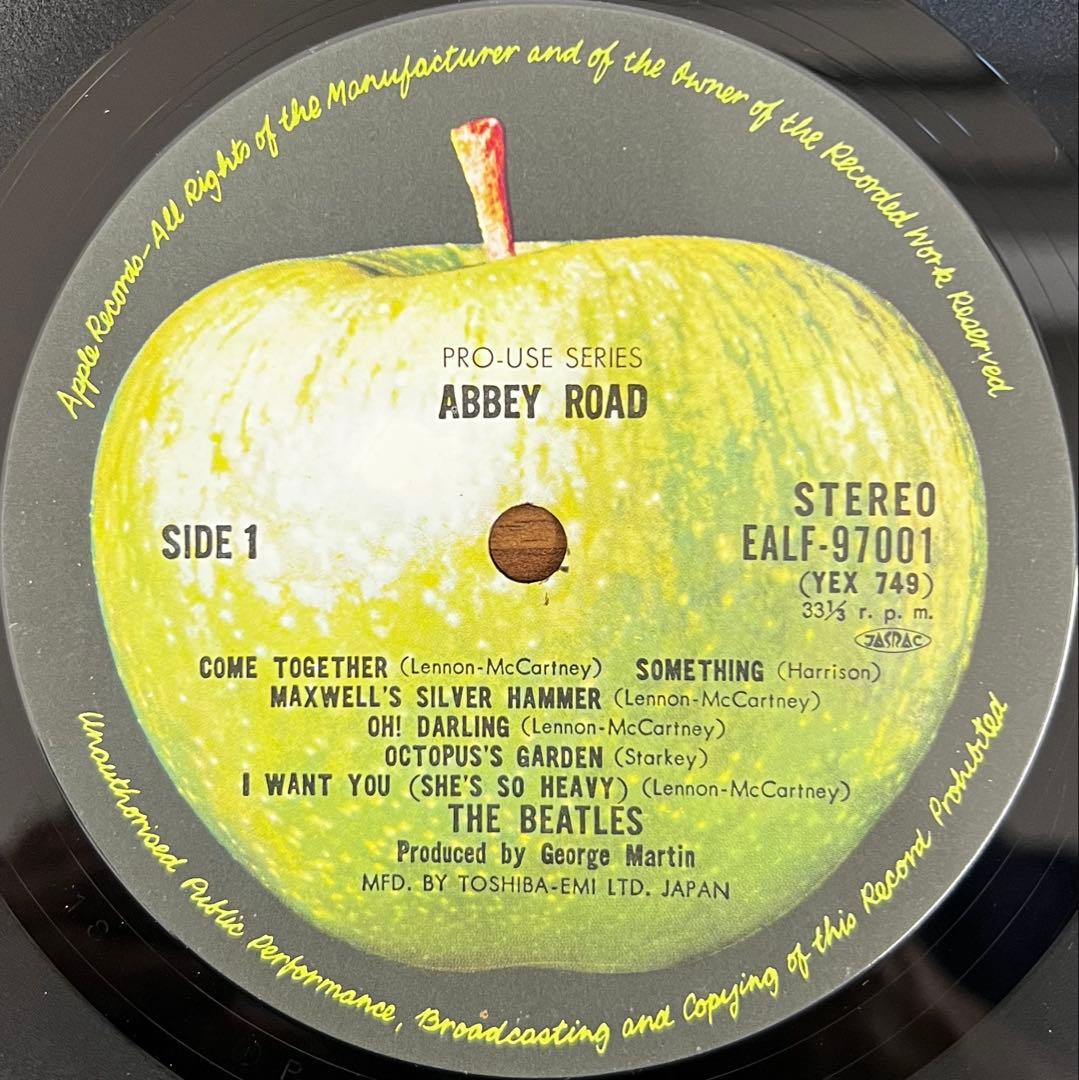 Apple Records-All Rights of the Manufacturer and of the Owner of the Recorded Work Reserved
PRO-USE SERIES
ABBEY ROAD
STEREO
SIDE 1
EALF-97001
(YEX 749)
33⅓ r. p. m.
JASRAC
COME TOGETHER (Lennon-McCartney) SOMETHING (Harrison)
MAXWELL'S SILVER HAMMER (Lennon-McCartney)
OH! DARLING (Lennon-McCartney)
OCTOPUS'S GARDEN (Starkey)
I WANT YOU (SHE'S SO HEAVY) (Lennon-McCartney)
THE BEATLES
Produced by George Martin
MFD. BY TOSHIBA-EMI LTD. JAPAN
Unauthorised Public Performance, Broadcasting and Copying of this Record Prohibited